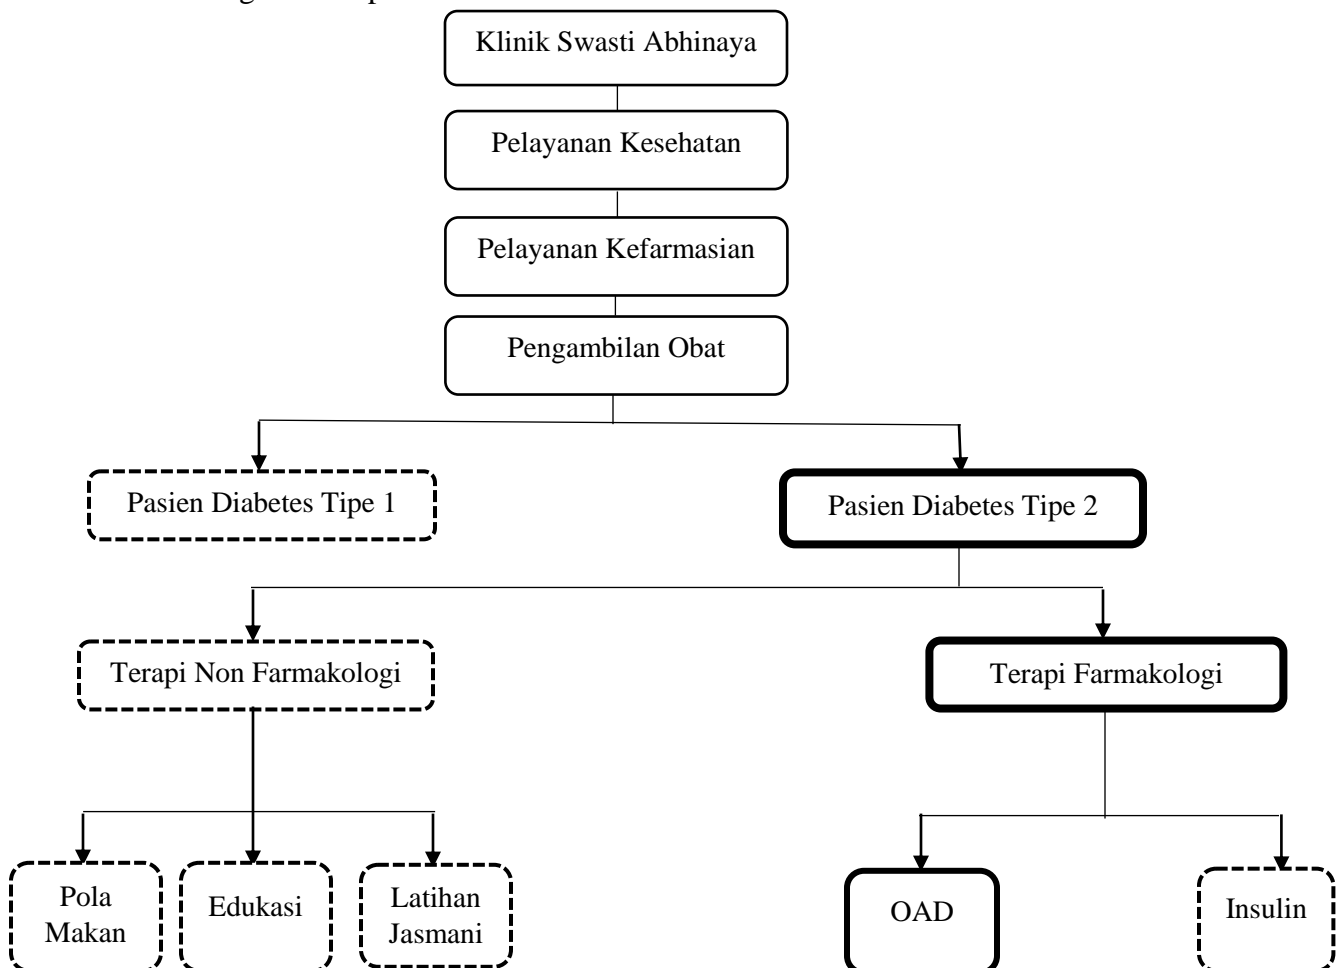 Klinik Swasti Abhinaya
Pelayanan Kesehatan
Pelayanan Kefarmasian
Pengambilan Obat
Pasien Diabetes Tipe 1
Pasien Diabetes Tipe 2
Terapi Non Farmakologi
Terapi Farmakologi
Pola
Makan
Edukasi
Latihan
Jasmani
OAD
Insulin